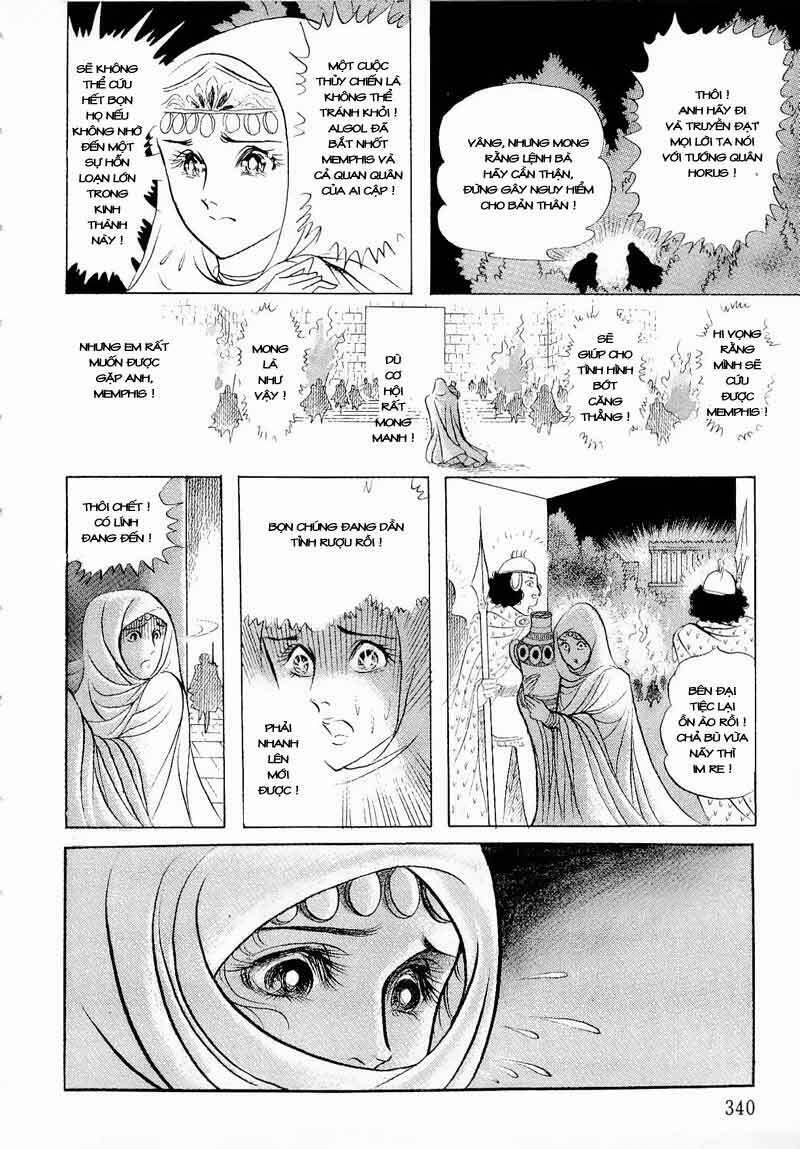 THÔI !
ANH HÃY ĐI
VÀ TRUYỀN ĐẠT
MỌI LỜI TA NÓI
VỚI TƯỚNG QUÂN
HORUS !
VÂNG, NHƯNG MONG
RẰNG LỆNH BÀ
HÃY CẨN THẬN,
ĐỪNG GÂY NGUY HIỂM
CHO BẢN THÂN !
MỘT CUỘC
THỦY CHIẾN LÀ
KHÔNG THỂ
TRÁNH KHỎI !
ALGOL ĐÃ
BẮT NHỐT
MEMPHIS VÀ
CẢ QUAN QUÂN
CỦA AI CẬP !
SẼ KHÔNG
THỂ CỨU
HẾT BỌN
HỌ NẾU
KHÔNG NHỜ
ĐẾN MỘT
SỰ HỖN
LOẠN LỚN
TRONG
KINH
THÀNH
NÀY !
HI VỌNG
RẰNG
MÌNH SẼ
CỨU
ĐƯỢC
MEMPHIS !
SẼ
GIÚP CHO
TÌNH HÌNH
BỚT
CĂNG
THẲNG !
DÙ
CƠ
HỘI
RẤT
MONG
MANH !
MONG
LÀ
NHƯ
VẬY !
NHƯNG EM RẤT
MUỐN ĐƯỢC
GẶP ANH,
MEMPHIS !
BÊN ĐẠI
TIỆC LẠI
ỒN ÀO RỒI !
CHẢ BÙ VỪA
NÃY THÌ
IM RE !
BỌN CHÚNG ĐANG DẦN
TỈNH RƯỢU RỒI !
PHẢI
NHANH
LÊN
MỚI
ĐƯỢC !
THÔI CHẾT !
CÓ LÍNH
ĐANG ĐẾN !
340